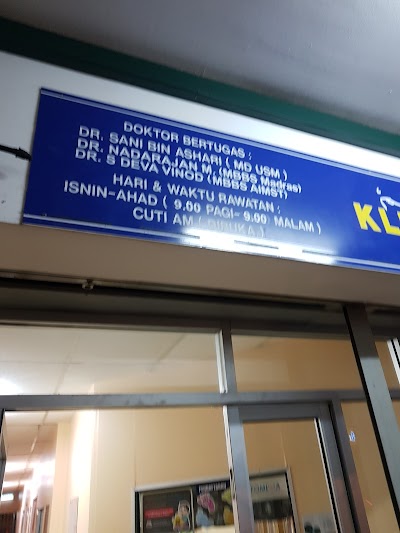 DOKTOR BERTUGAS ;
DR. SANI BIN ASHARI ( MD USM )
DR. NADARAJAN M. (MBBS Madras)
DR. S DEVA VINOD (MBBS AIMST)
HARI & WAKTU RAWATAN ;
ISNIN-AHAD ( 9.00 PAGI- 9.00 MALAM )
CUTI AM ( DIBUKA )